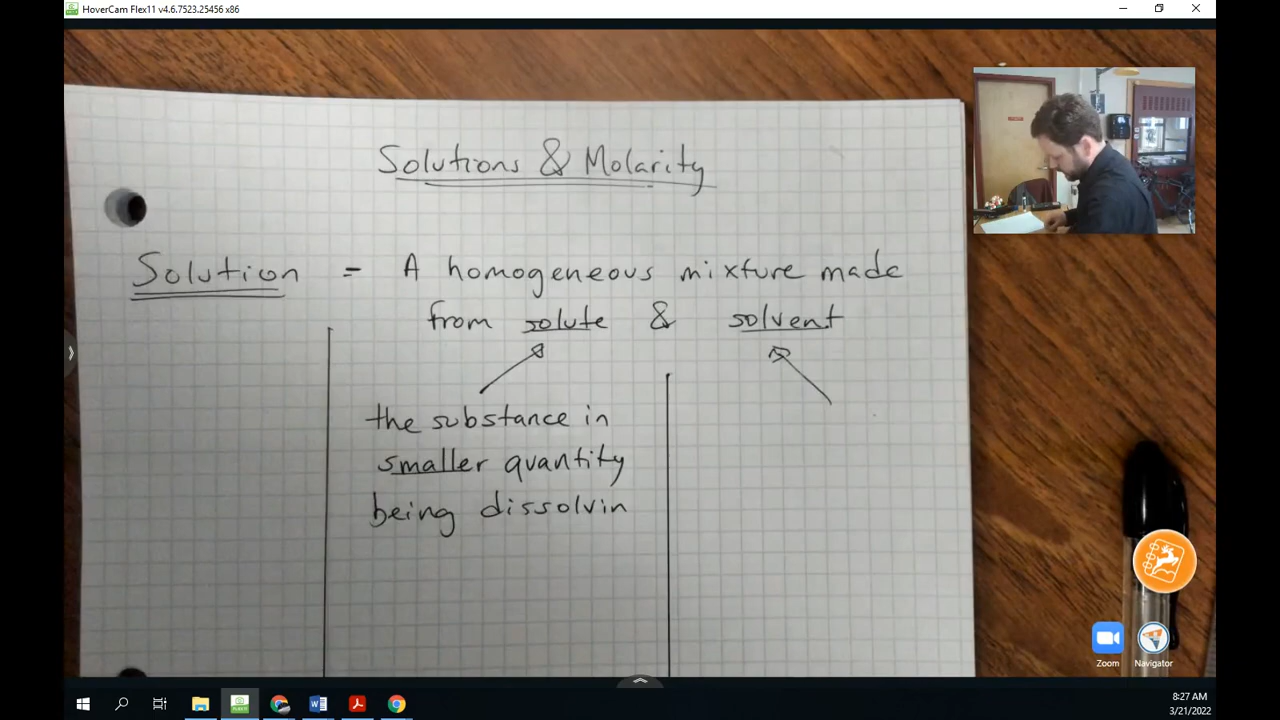 HoverCam Flex11 v4.6.7523.25456 x86
Solutions & Molarity
Solution = A homogeneous mixture made
from solute & solvent
the substance in
smaller quantity
being dissolvin
Zoom
Navigator
8:27 AM
3/21/2022